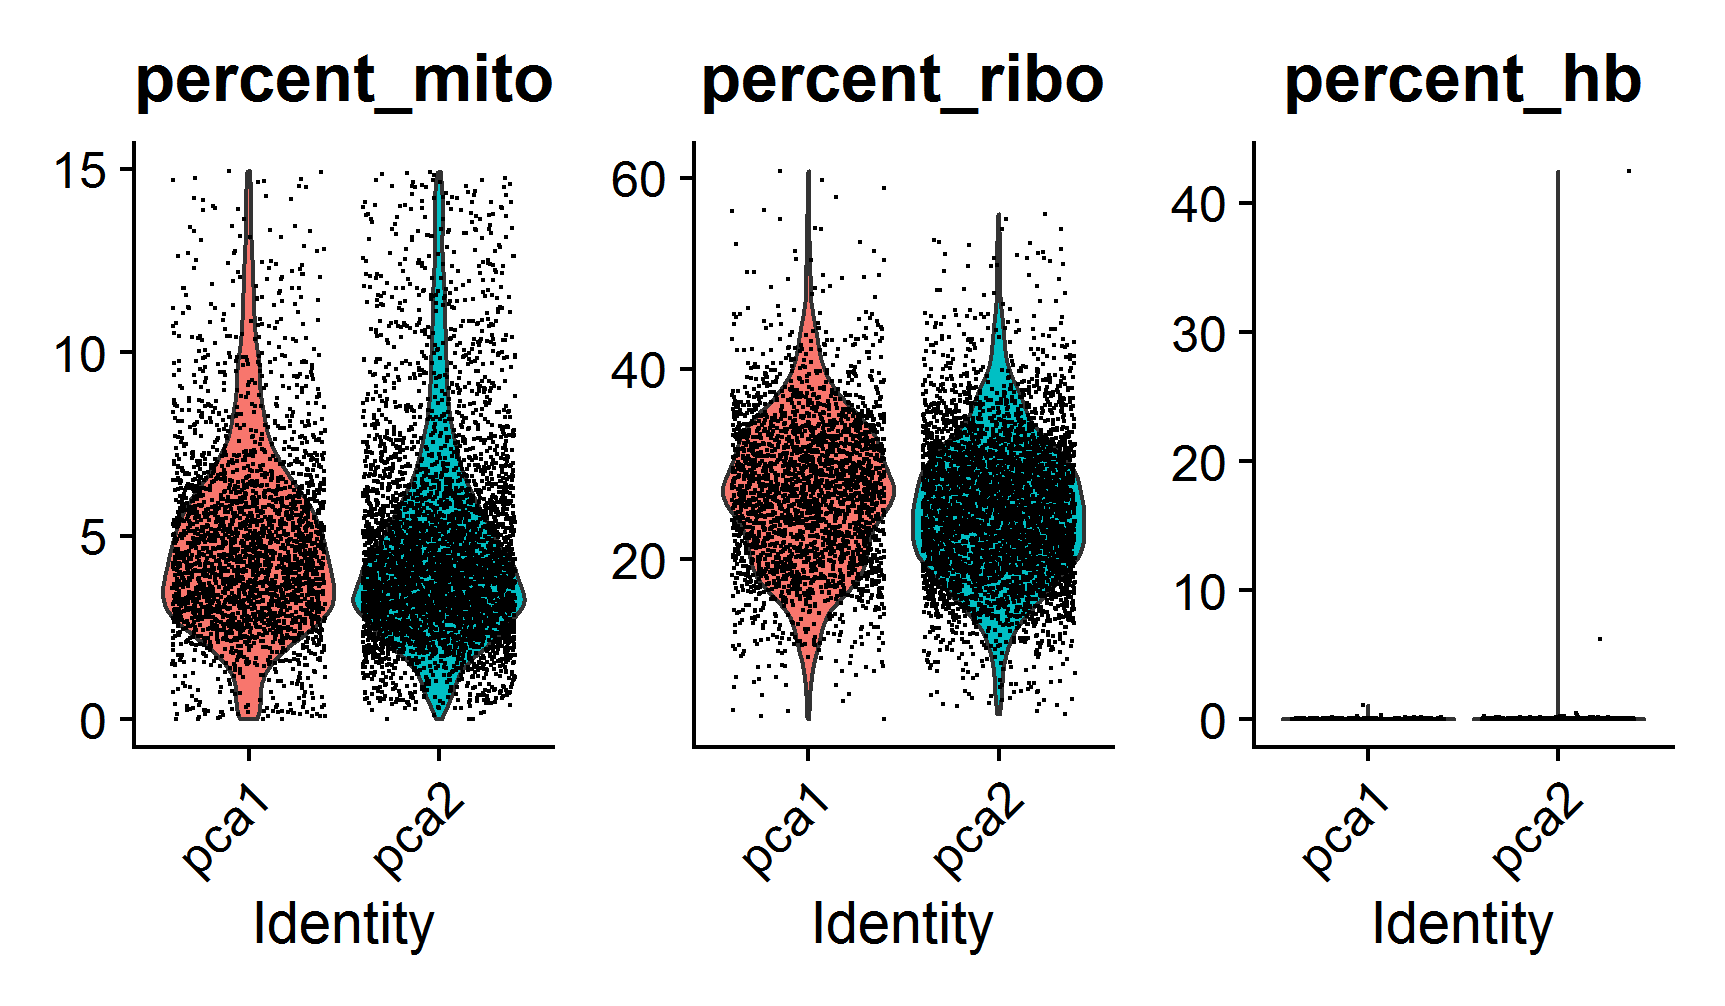 percent_mito
15
10
5
0
pca1
pca2
Identity
percent_ribo
60
40
20
pca1
pca2
Identity
percent_hb
40
30
20
10
0
pca1
pca2
Identity